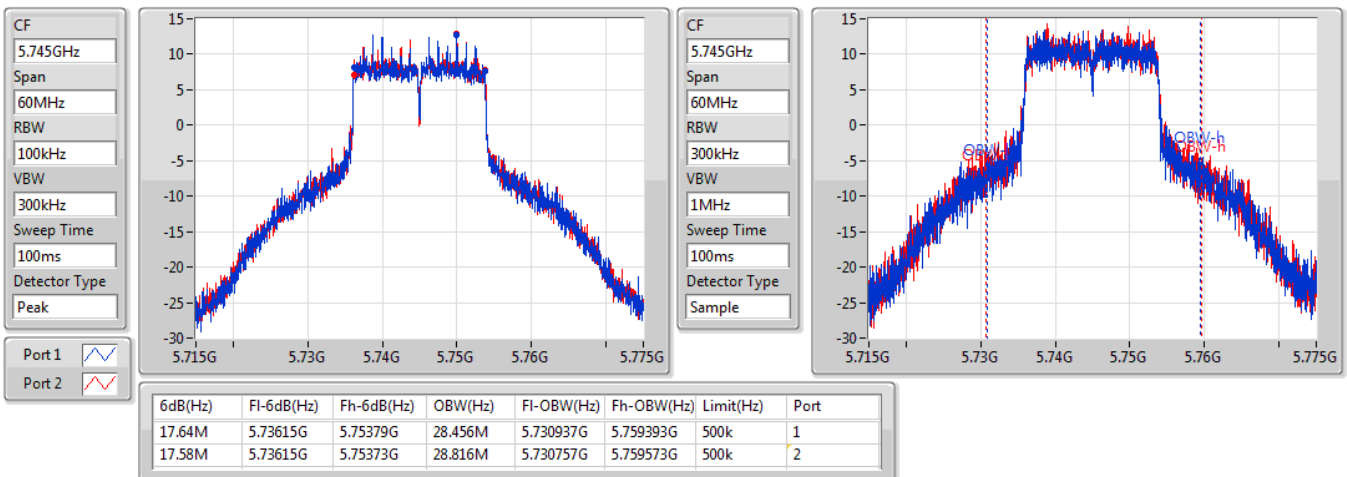 CF
5.745GHz
Span
60MHz
RBW
100kHz
VBW
300kHz
Sweep Time
100ms
Detector Type
Peak
Port 1
Port 2
15
10
5
0
-5
-10
-15
-20
-25
-30
5.715G 5.73G 5.74G 5.75G 5.76G 5.775G
CF
5.745GHz
Span
60MHz
RBW
300kHz
VBW
1MHz
Sweep Time
100ms
Detector Type
Sample
15
10
5
0
-5
-10
-15
-20
-25
-30
OBW-h
OBW-h
5.715G 5.73G 5.74G 5.75G 5.76G 5.775G
6dB(Hz) Fl-6dB(Hz) Fh-6dB(Hz) OBW(Hz) Fl-OBW(Hz) Fh-OBW(Hz) Limit(Hz) Port
17.64M 5.73615G 5.75379G 28.456M 5.730937G 5.759393G 500k 1
17.58M 5.73615G 5.75373G 28.816M 5.730757G 5.759573G 500k 2